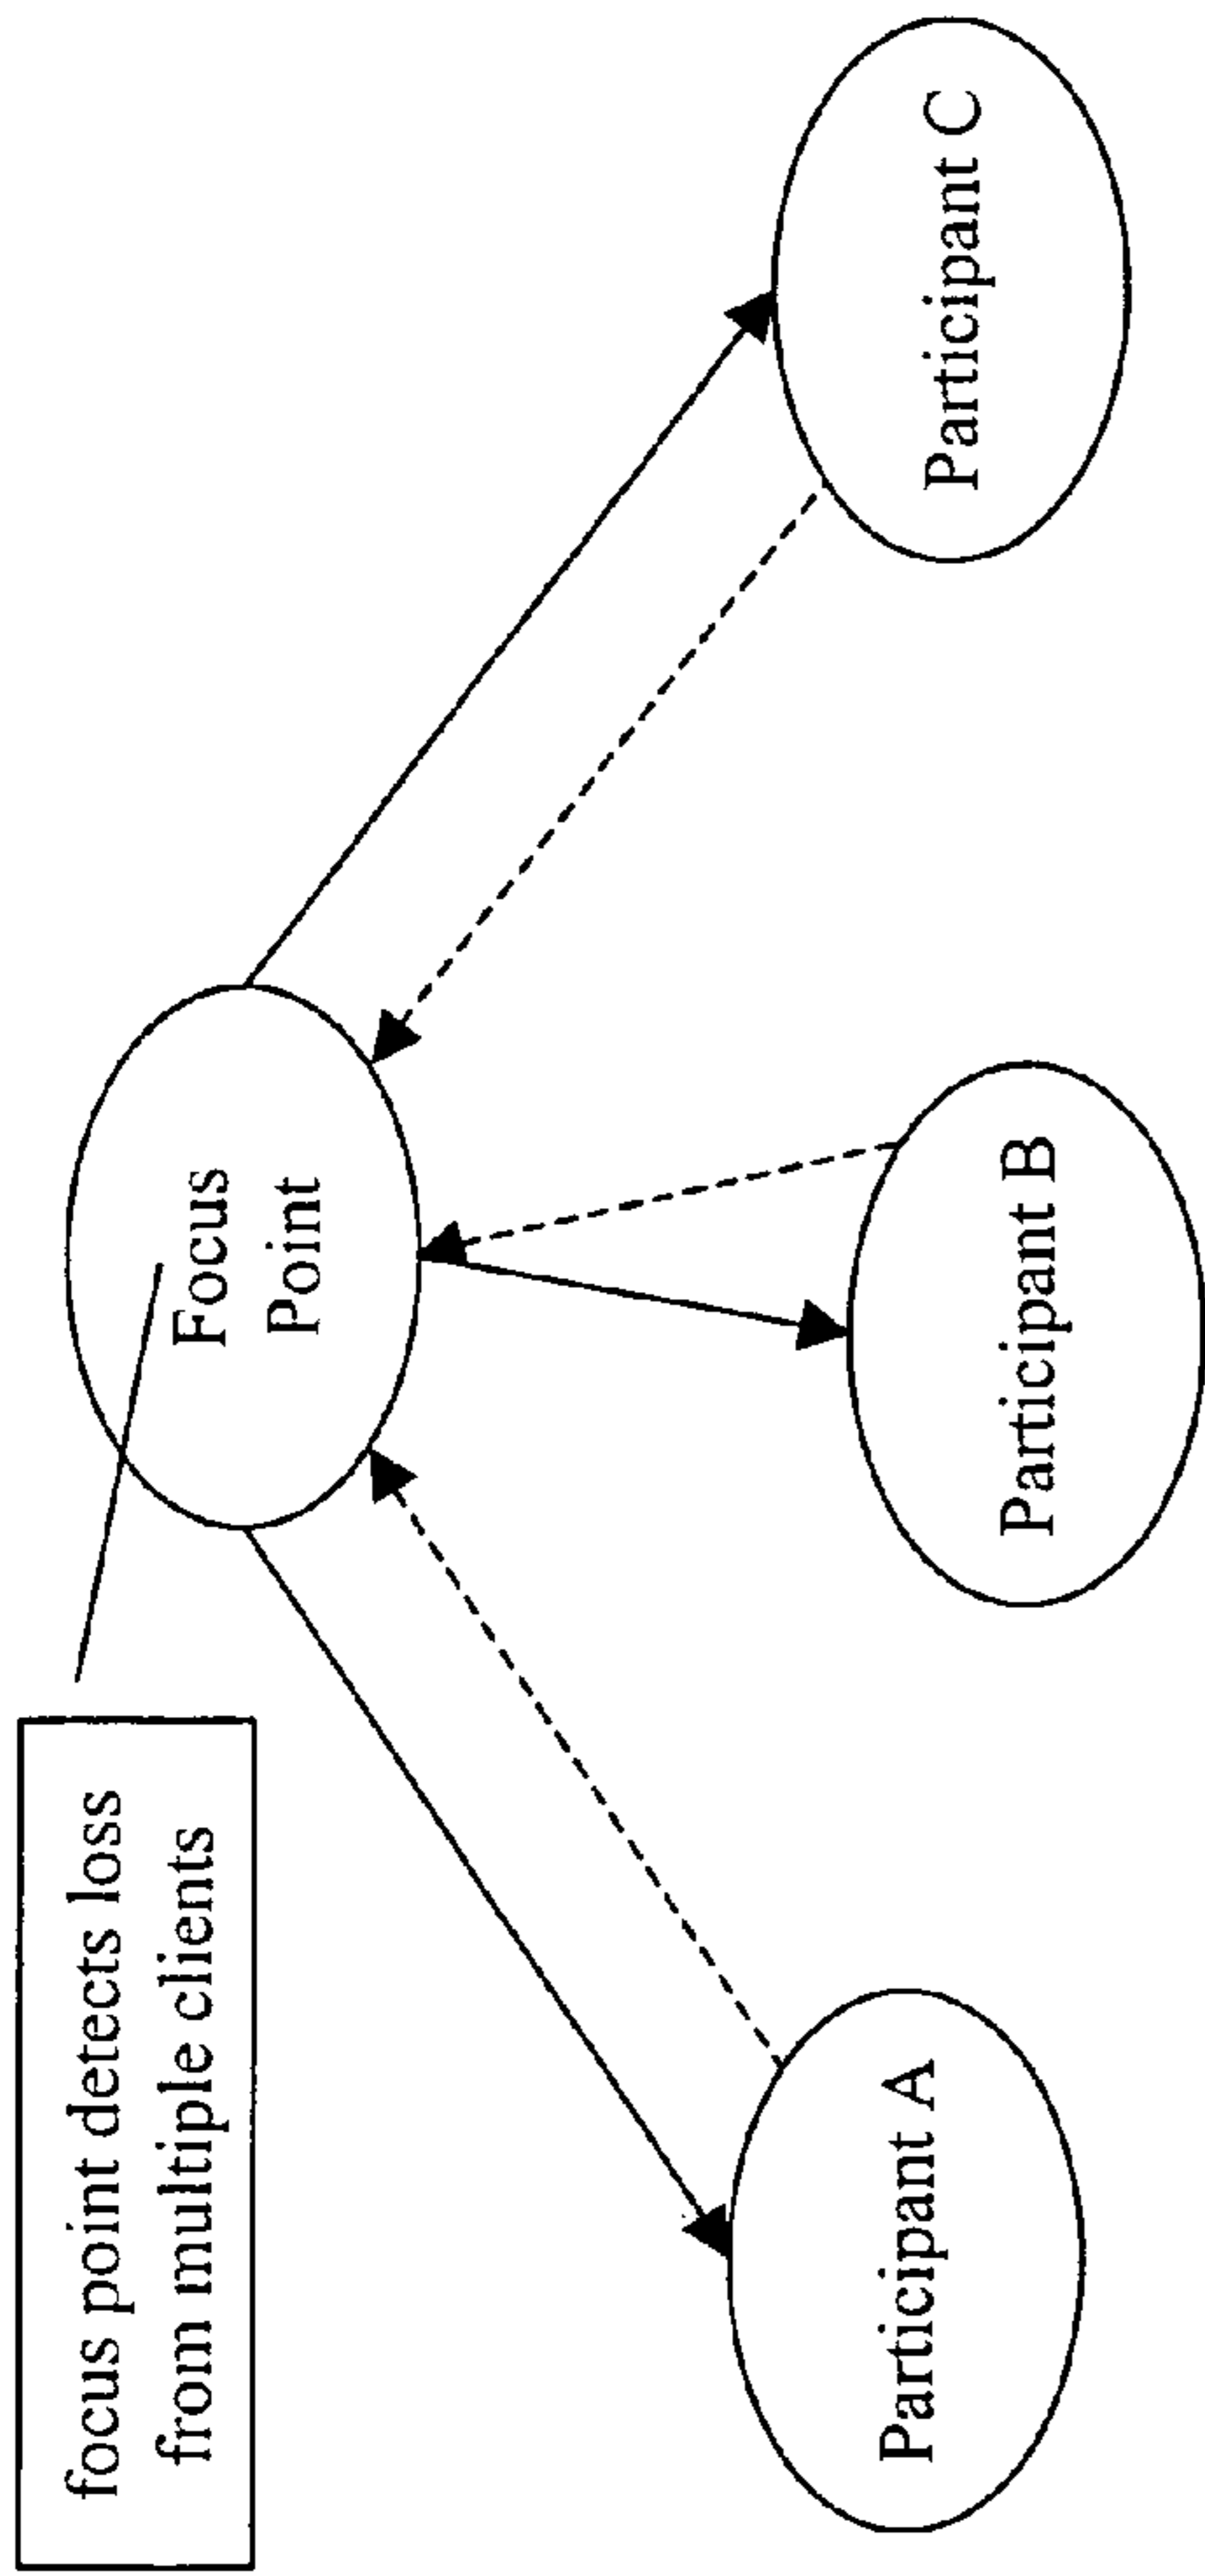 focus point detects loss
from multiple clients
Focus
Point
Participant A
Participant B
Participant C